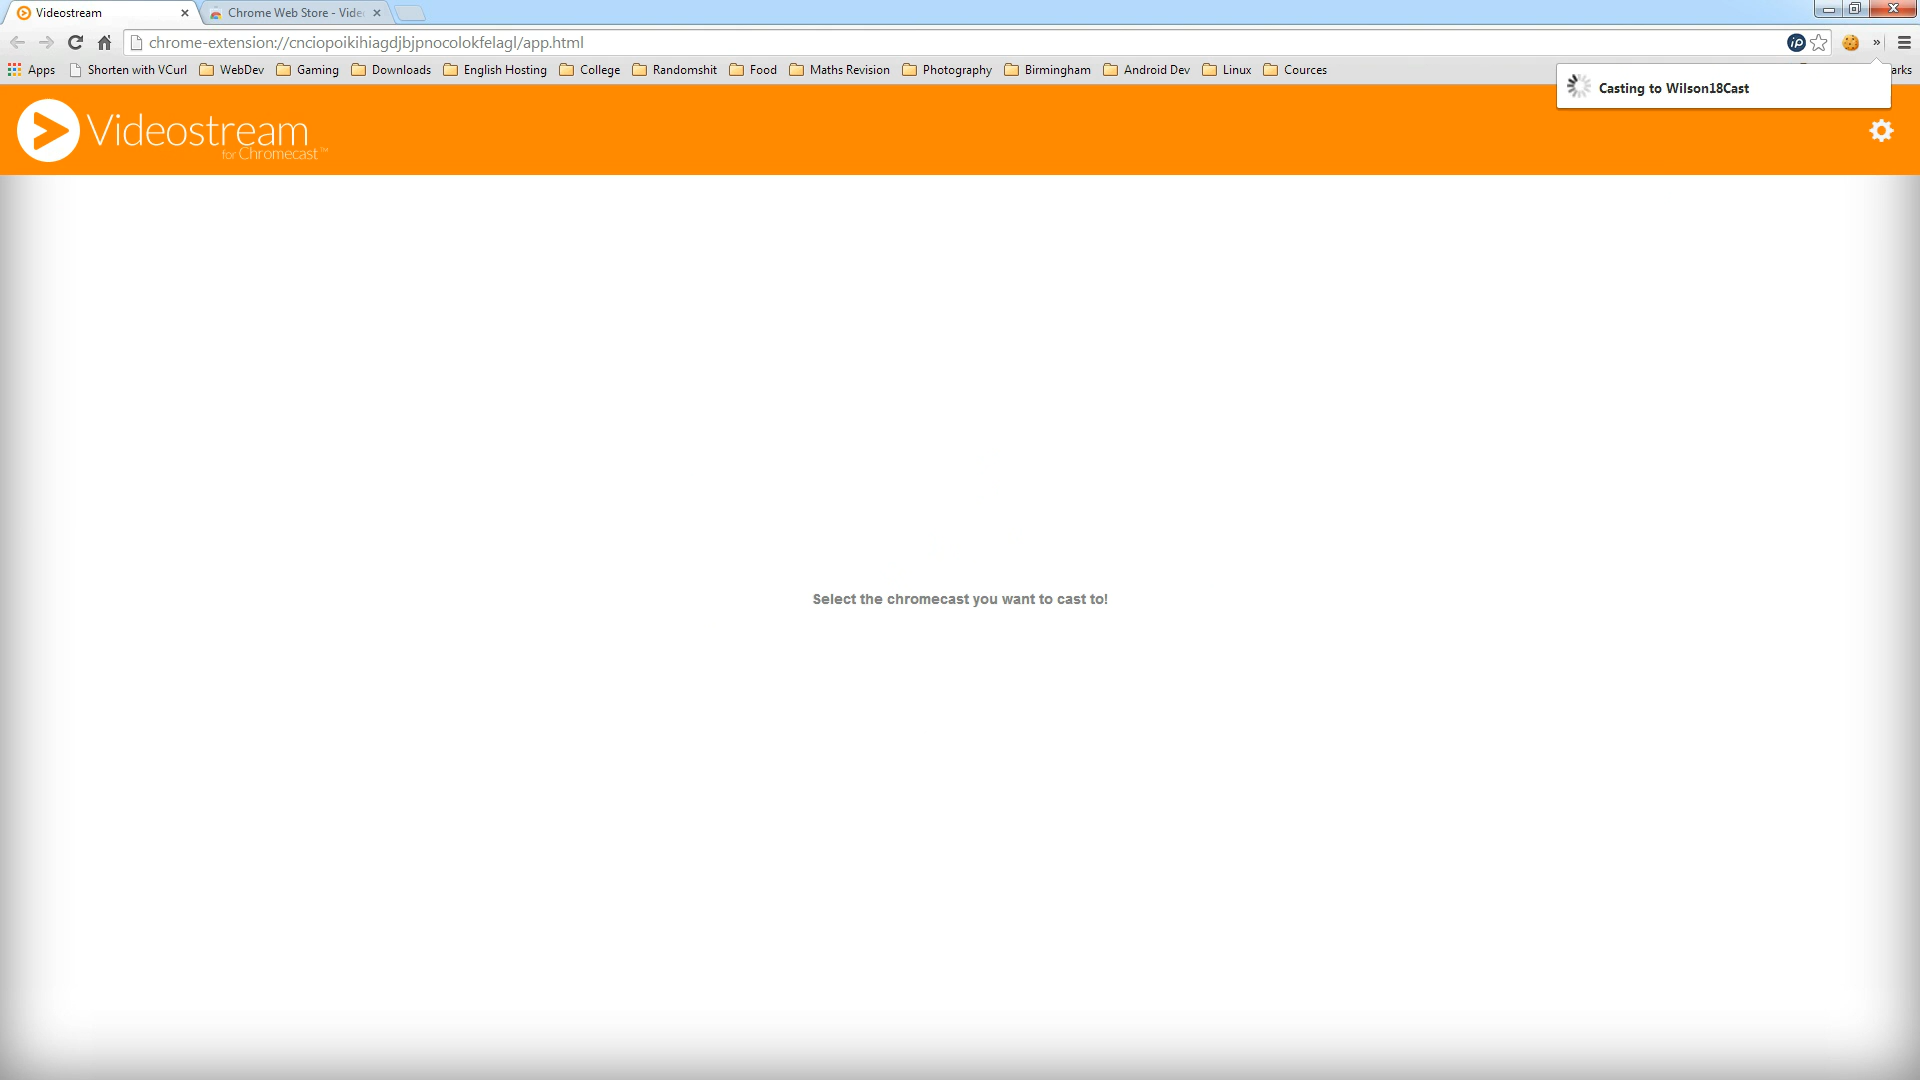 Videostream
Chrome Web Store - Vide
chrome-extension://cnciopoikihiagdjbjpnocolokfelagl/app.html
ip
»
Apps Shorten with VCurl WebDev Gaming Downloads English Hosting College Randomshit Food Maths Revision Photography Birmingham Android Dev Linux Cources arks
Casting to Wilson18Cast
Videostream
for Chromecast™
Select the chromecast you want to cast to!